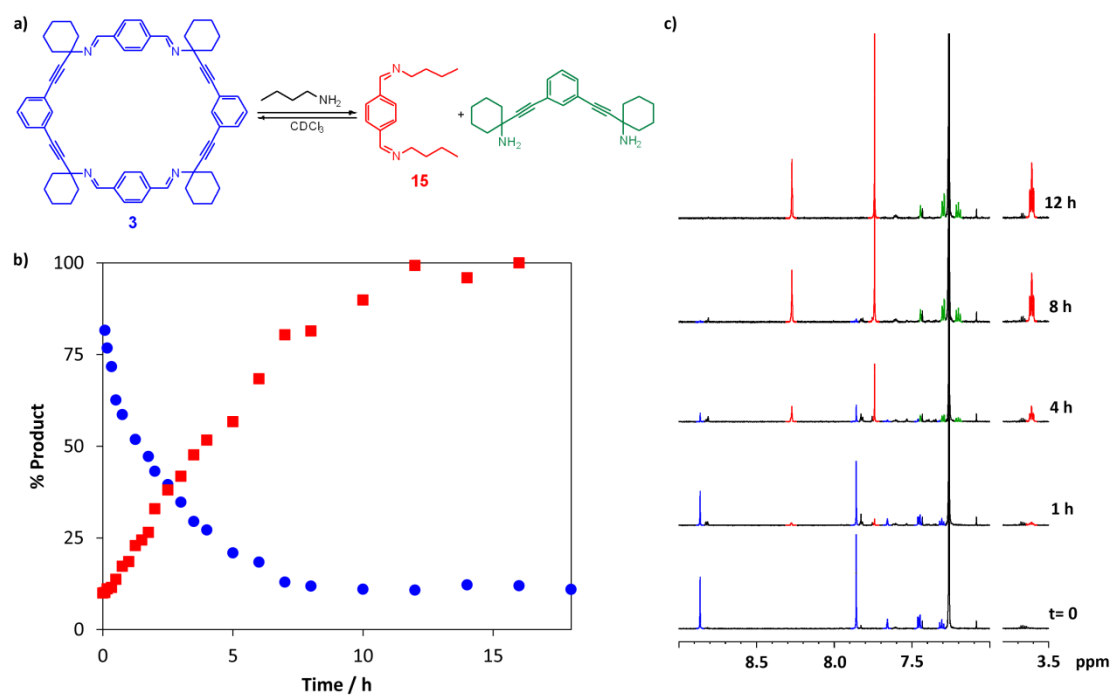 a)
N
N
N
N
NH₂
CDCl₃
N
N
+
NH₂
NH₂
3
15
b)
100
75
50
25
0
% Product
0
5
10
15
Time / h
c)
12 h
8 h
4 h
1 h
t= 0
8.5
8.0
7.5
3.5
ppm